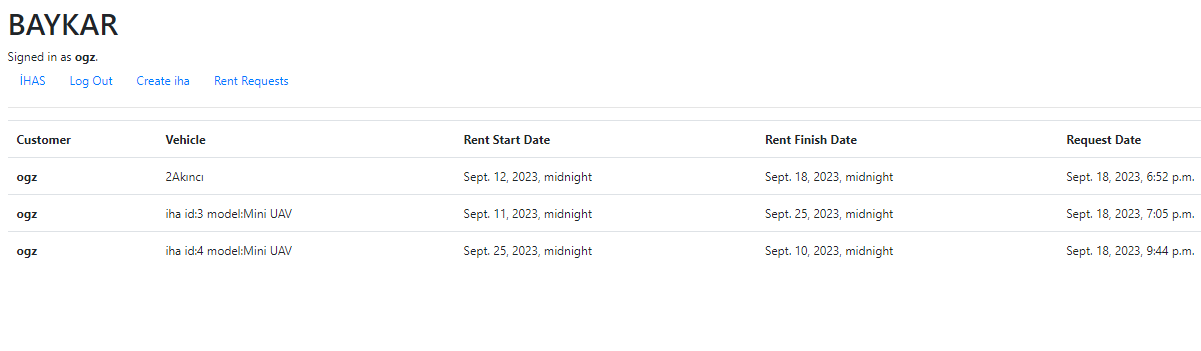 BAYKAR
Signed in as ogz.
İHAS Log Out Create iha Rent Requests
Customer Vehicle Rent Start Date Rent Finish Date Request Date
ogz 2Akıncı Sept. 12, 2023, midnight Sept. 18, 2023, midnight Sept. 18, 2023, 6:52 p.m.
ogz iha id:3 model:Mini UAV Sept. 11, 2023, midnight Sept. 25, 2023, midnight Sept. 18, 2023, 7:05 p.m.
ogz iha id:4 model:Mini UAV Sept. 25, 2023, midnight Sept. 10, 2023, midnight Sept. 18, 2023, 9:44 p.m.